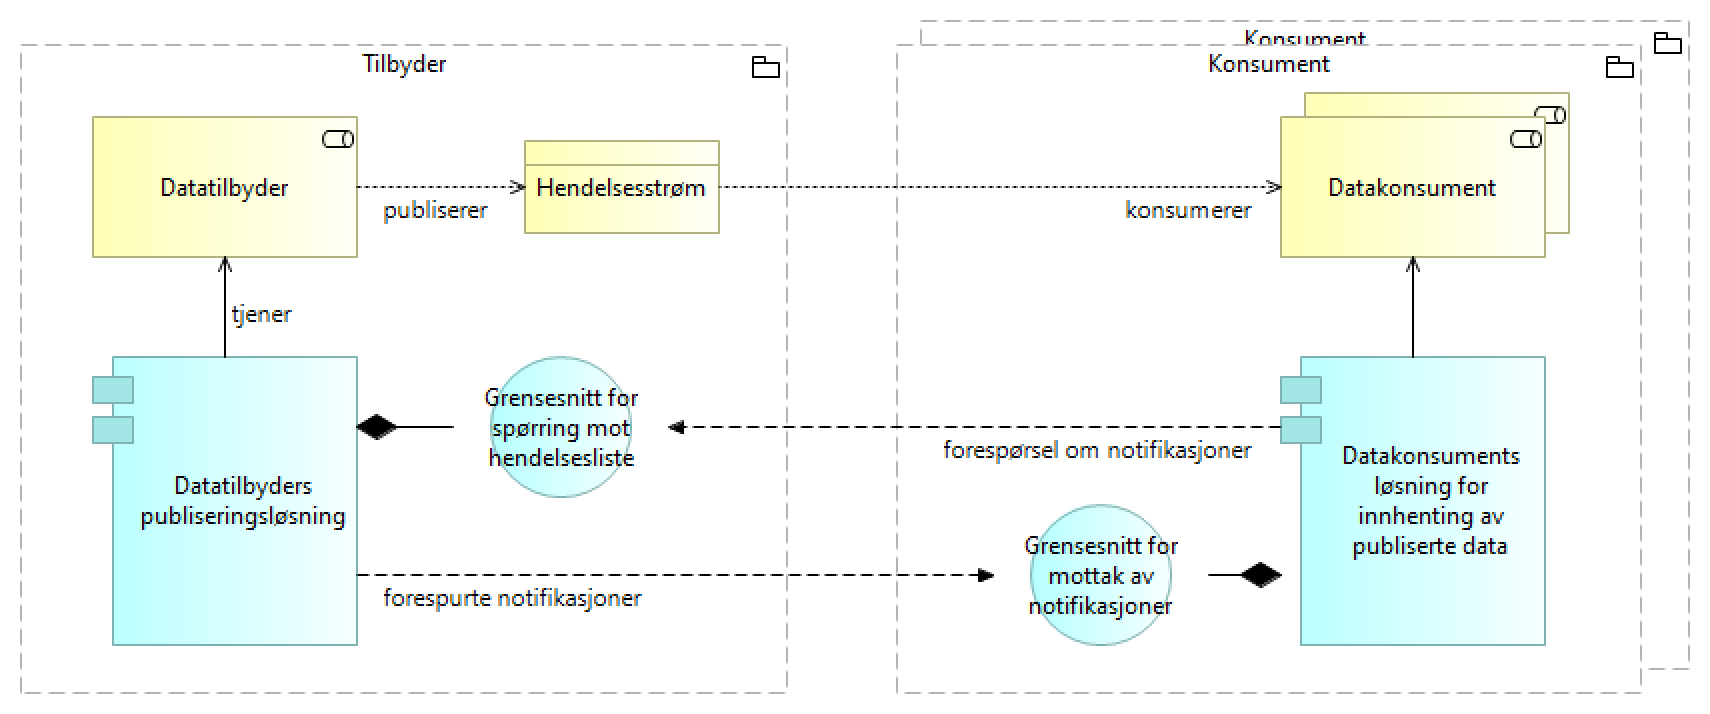 Konsument
Tilbyder
Konsument
Datatilbyder
publiserer
Hendelsesstrøm
konsumerer
Datakonsument
tjener
Grensesnitt for
spørring mot
hendelsesliste
forespørsel om notifikasjoner
Datatilbyders
publiseringsløsning
Datakonsuments
løsning for
innhenting av
publiserte data
Grensesnitt for
mottak av
notifikasjoner
forespurte notifikasjoner